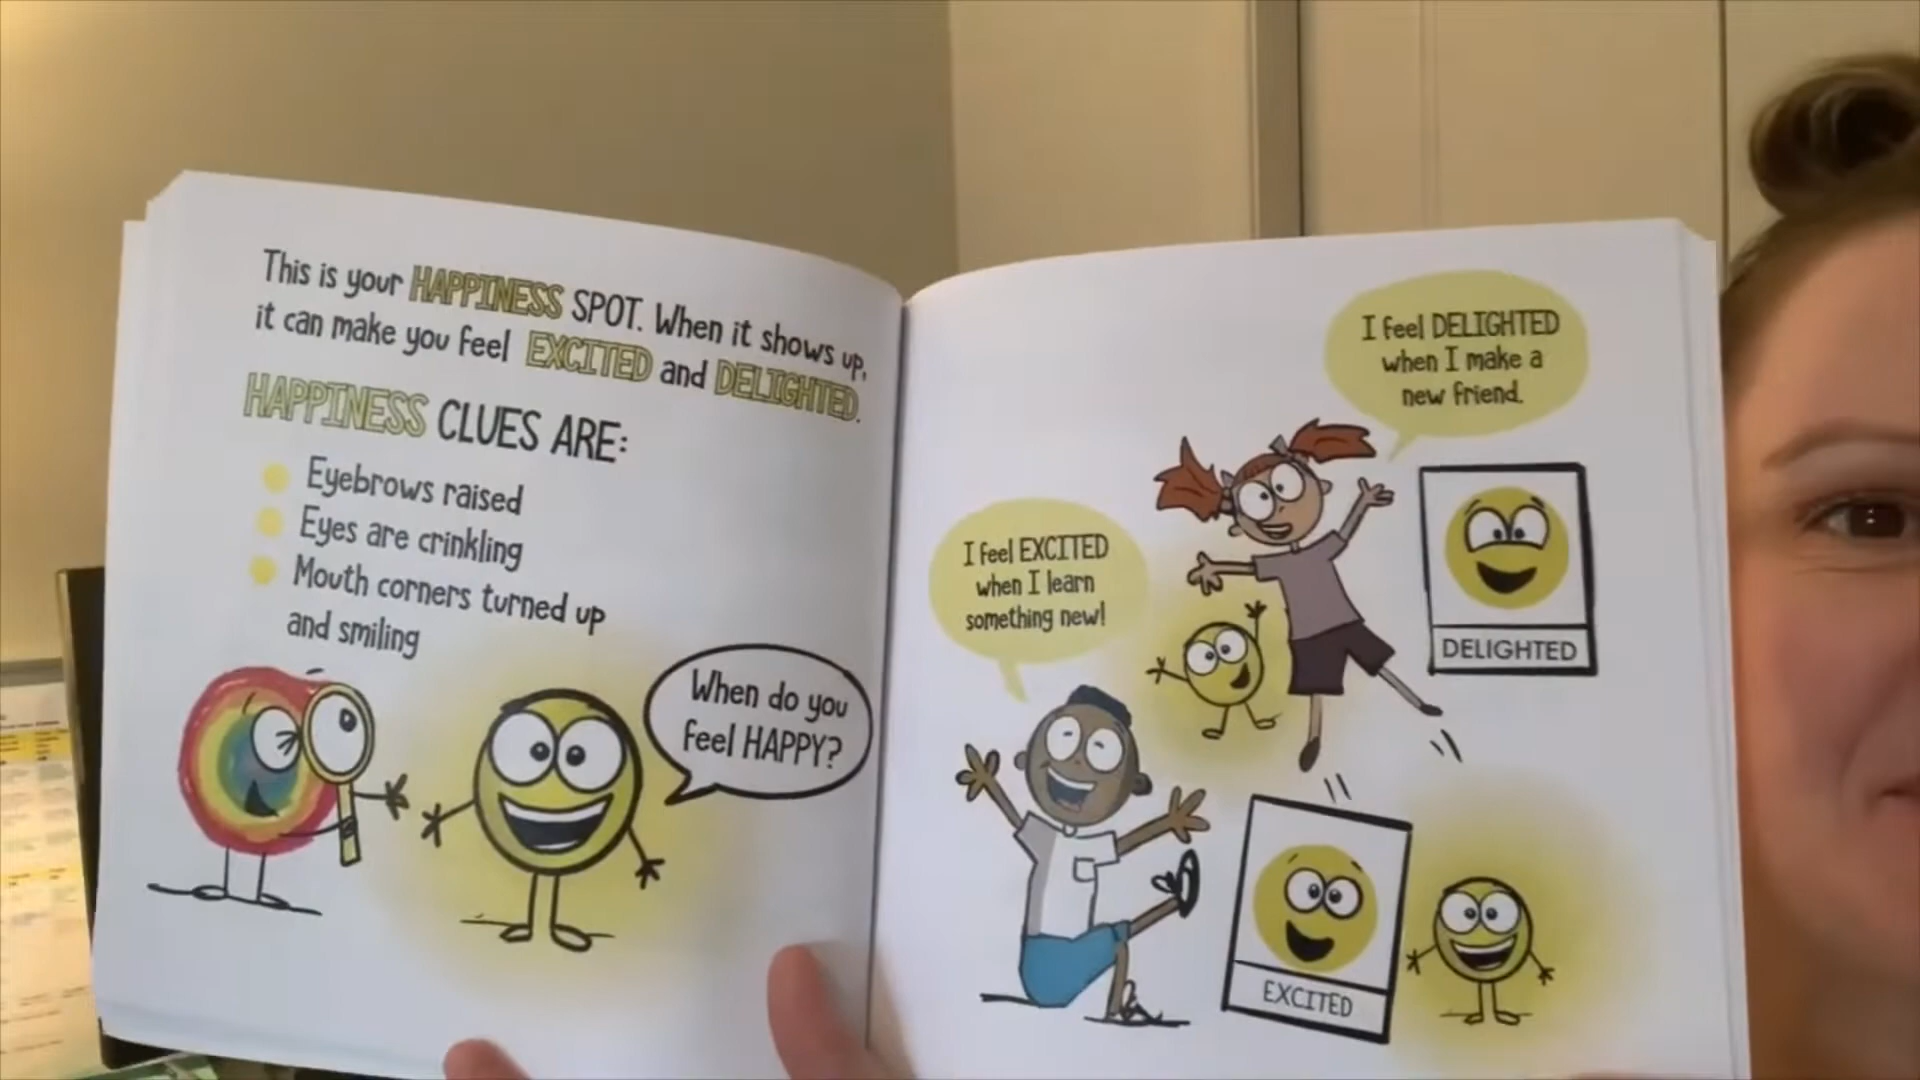 This is your HAPPINESS SPOT. When it shows up,
it can make you feel EXCITED and DELIGHTED.
HAPPINESS CLUES ARE:
Eyebrows raised
Eyes are crinkling
Mouth corners turned up
and smiling
When do you
feel HAPPY?
I feel DELIGHTED
when I make a
new friend.
DELIGHTED
I feel EXCITED
when I learn
something new!
EXCITED